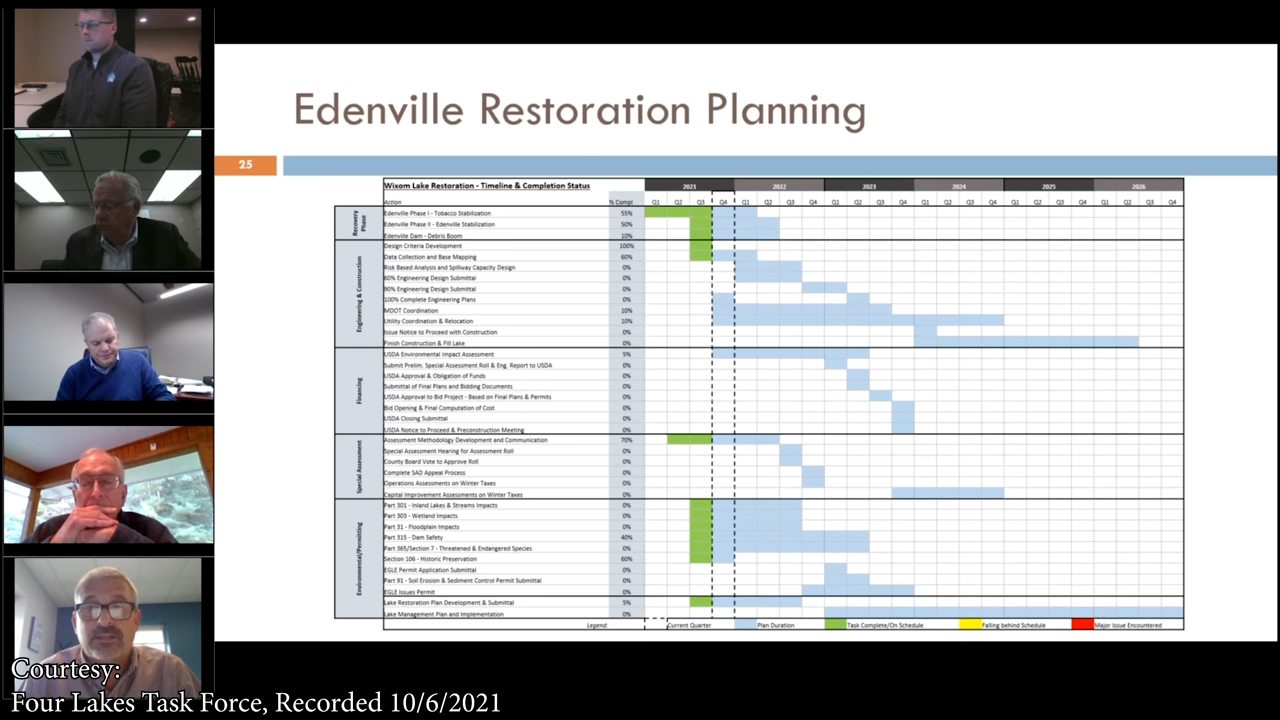 Edenville Restoration Planning
25
Wixom Lake Restoration - Timeline & Completion Status
2021 2022 2023 2024 2025 2026
Action % Compl Q1 Q2 Q3 Q4 Q1 Q2 Q3 Q4 Q1 Q2 Q3 Q4 Q1 Q2 Q3 Q4 Q1 Q2 Q3 Q4 Q1 Q2 Q3 Q4
Recovery Phase
Edenville Phase I - Tobacco Stabilization 55%
Edenville Phase II - Edenville Stabilization 50%
Edenville Dam - Debris Boom 10%
Engineering & Construction
Design Criteria Development 100%
Data Collection and Base Mapping 60%
Risk Based Analysis and Spillway Capacity Design 0%
60% Engineering Design Submittal 0%
90% Engineering Design Submittal 0%
100% Complete Engineering Plans 0%
MDOT Coordination 10%
Utility Coordination & Relocation 10%
Issue Notice to Proceed with Construction 0%
Finish Construction & Fill Lake 0%
Financing
USDA Environmental Impact Assessment 5%
Submit Prelim. Special Assessment Roll & Eng. Report to USDA 0%
USDA Approval & Obligation of Funds 0%
Submittal of Final Plans and Bidding Documents 0%
USDA Approval to Bid Project - Based on Final Plans & Permits 0%
Bid Opening & Final Computation of Cost 0%
USDA Closing Submittal 0%
USDA Notice to Proceed & Preconstruction Meeting 0%
Special Assessment
Assessment Methodology Development and Communication 70%
Special Assessment Hearing for Assessment Roll 0%
County Board Vote to Approve Roll 0%
Complete SAD Appeal Process 0%
Operations Assessments on Winter Taxes 0%
Capital Improvement Assessments on Winter Taxes 0%
Environmental/Permitting
Part 301 - Inland Lakes & Streams Impacts 0%
Part 303 - Wetland Impacts 0%
Part 31 - Floodplain Impacts 0%
Part 315 - Dam Safety 40%
Part 365/Section 7 - Threatened & Endangered Species 0%
Section 106 - Historic Preservation 60%
EGLE Permit Application Submittal 0%
Part 91 - Soil Erosion & Sediment Control Permit Submittal 0%
EGLE Issues Permit 0%
Lake Restoration Plan Development & Submittal 5%
Lake Management Plan and Implementation 0%
Legend: Current Quarter Plan Duration Task Complete/On Schedule Falling behind Schedule Major Issue Encountered
Courtesy:
Four Lakes Task Force, Recorded 10/6/2021